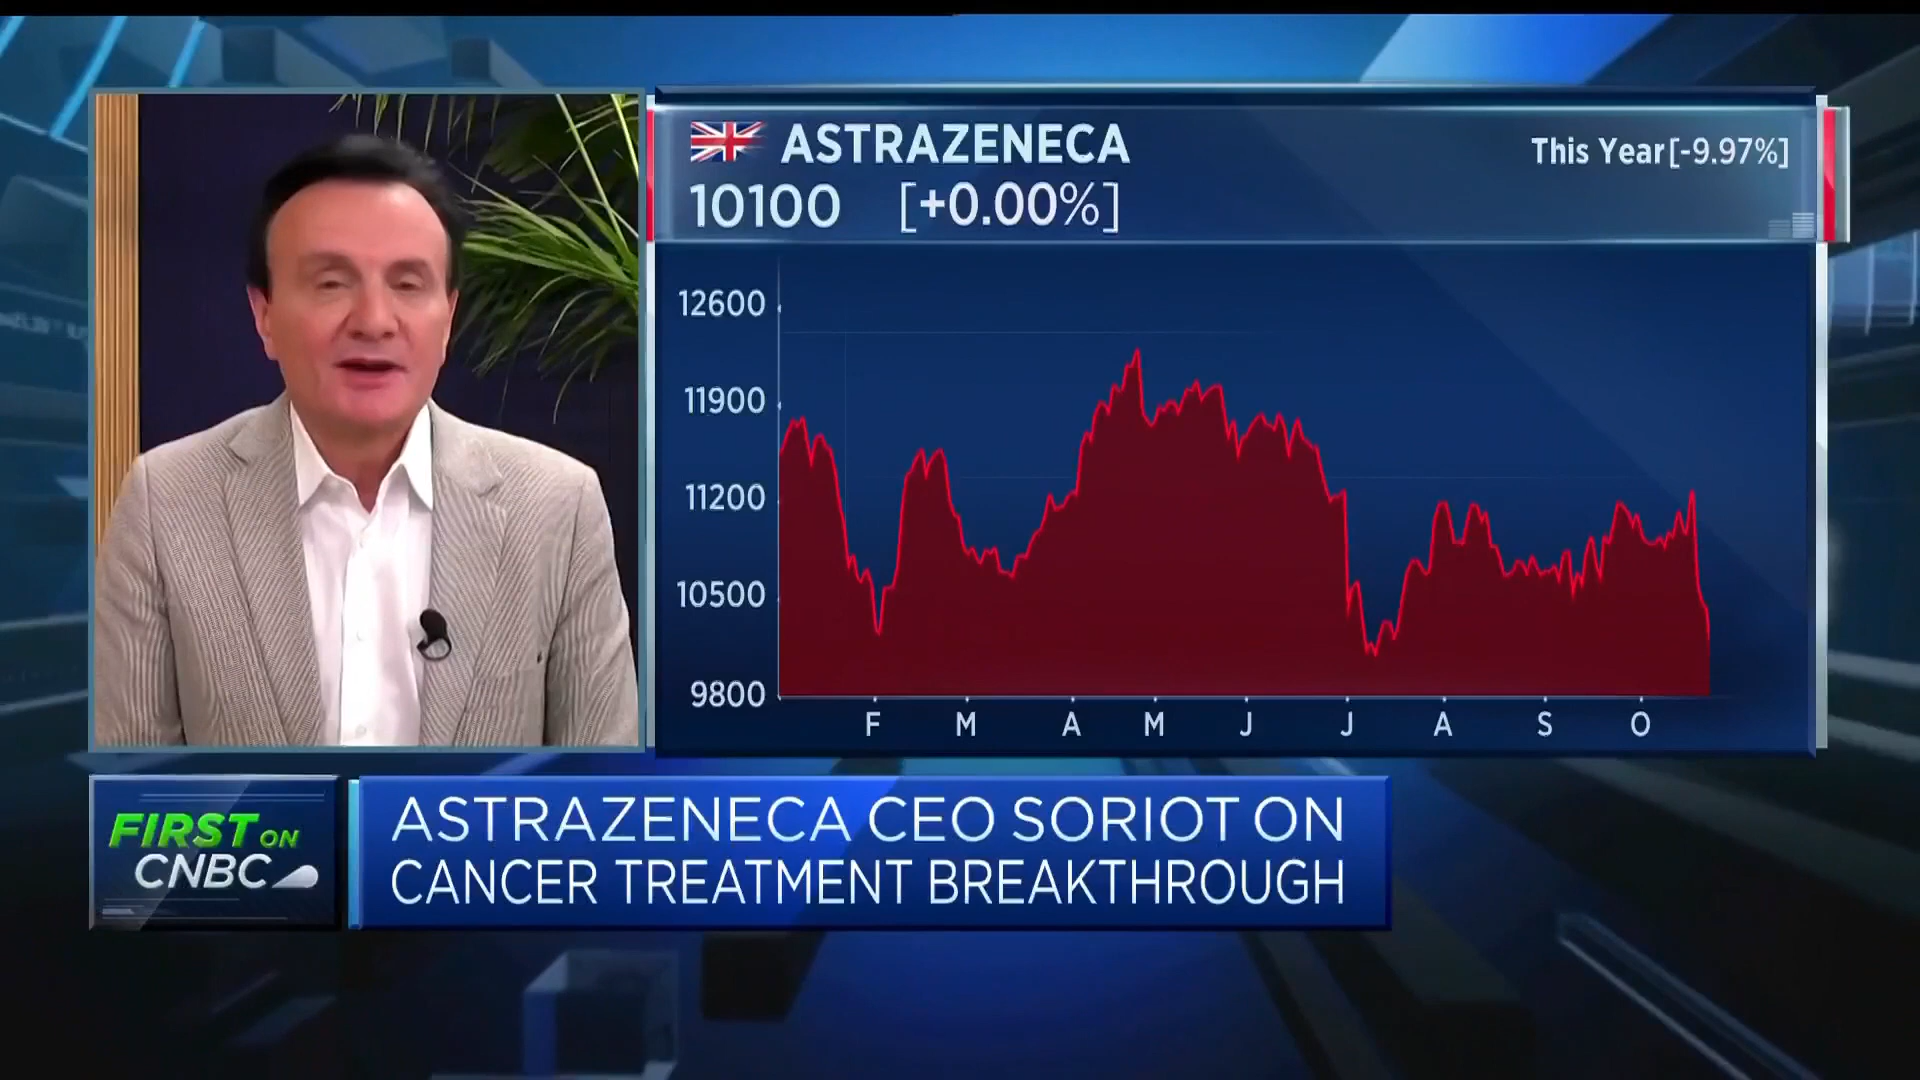 ASTRAZENECA
This Year[-9.97%]
10100 [+0.00%]
12600
11900
11200
10500
9800
F M A M J J A S O
FIRST ON
CNBC
ASTRAZENECA CEO SORIOT ON
CANCER TREATMENT BREAKTHROUGH